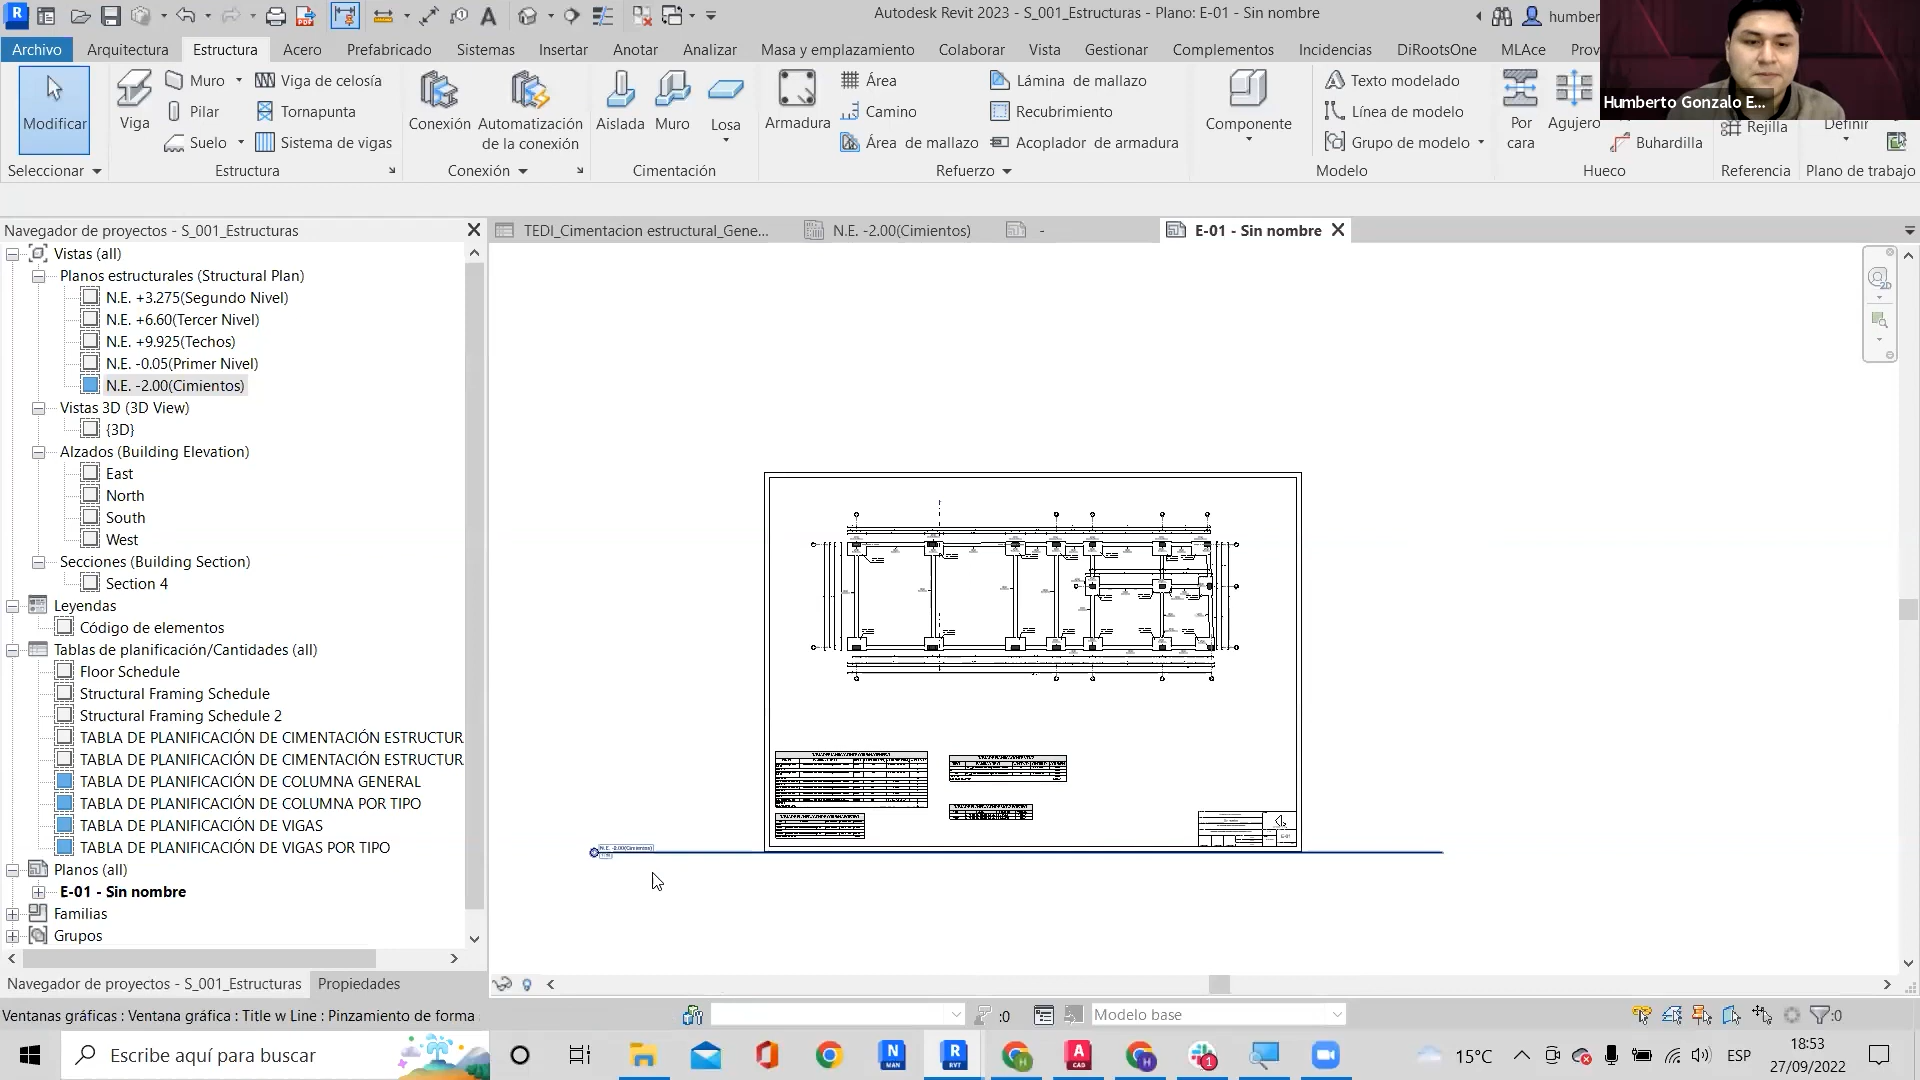 Autodesk Revit 2023 - S_001_Estructuras - Plano: E-01 - Sin nombre
humber
Archivo Arquitectura Estructura Acero Prefabricado Sistemas Insertar Anotar Analizar Masa y emplazamiento Colaborar Vista Gestionar Complementos Incidencias DiRootsOne MLAce Prov
Modificar
Viga
Muro
Pilar
Suelo
Viga de celosía
Tornapunta
Sistema de vigas
Conexión
Automatización
de la conexión
Aislada
Muro
Losa
Armadura
Área
Camino
Área de mallazo
Lámina de mallazo
Recubrimiento
Acoplador de armadura
Componente
Texto modelado
Línea de modelo
Grupo de modelo
Por
cara
Agujero
Buhardilla
Rejilla
Definir
Humberto Gonzalo E...
Seleccionar
Estructura
Conexión
Cimentación
Refuerzo
Modelo
Hueco
Referencia
Plano de trabajo
Navegador de proyectos - S_001_Estructuras
TEDI_Cimentacion estructural_Gene...
N.E. -2.00(Cimientos)
-
E-01 - Sin nombre
Vistas (all)
Planos estructurales (Structural Plan)
N.E. +3.275(Segundo Nivel)
N.E. +6.60(Tercer Nivel)
N.E. +9.925(Techos)
N.E. -0.05(Primer Nivel)
N.E. -2.00(Cimientos)
Vistas 3D (3D View)
{3D}
Alzados (Building Elevation)
East
North
South
West
Secciones (Building Section)
Section 4
Leyendas
Código de elementos
Tablas de planificación/Cantidades (all)
Floor Schedule
Structural Framing Schedule
Structural Framing Schedule 2
TABLA DE PLANIFICACIÓN DE CIMENTACIÓN ESTRUCTUR
TABLA DE PLANIFICACIÓN DE CIMENTACIÓN ESTRUCTUR
TABLA DE PLANIFICACIÓN DE COLUMNA GENERAL
TABLA DE PLANIFICACIÓN DE COLUMNA POR TIPO
TABLA DE PLANIFICACIÓN DE VIGAS
TABLA DE PLANIFICACIÓN DE VIGAS POR TIPO
Planos (all)
E-01 - Sin nombre
Familias
Grupos
2D
N.E. -2.00(Cimientos)
E-01
Navegador de proyectos - S_001_Estructuras
Propiedades
Ventanas gráficas : Ventana gráfica : Title w Line : Pinzamiento de forma
:0
Modelo base
:0
Escribe aquí para buscar
15°C
ESP
18:53
27/09/2022